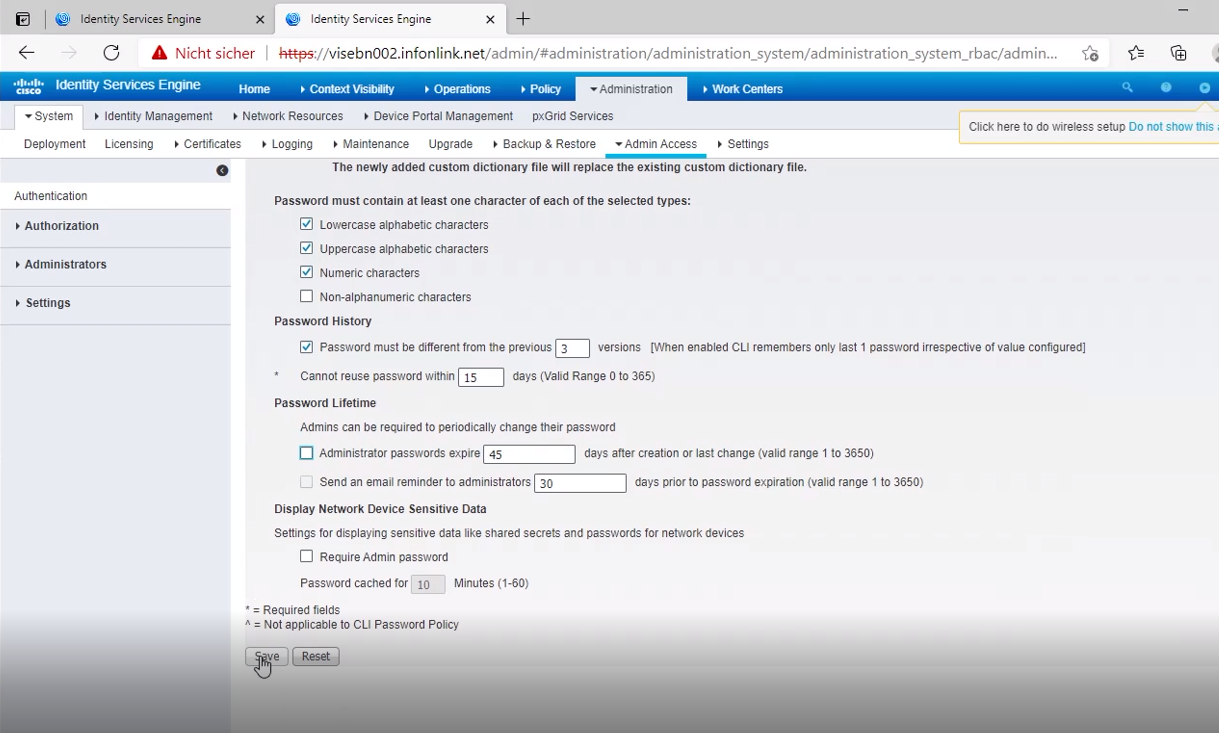 Identity Services Engine
Identity Services Engine
Nicht sicher https://visebn002.infonlink.net/admin/#administration/administration_system/administration_system_rbac/admin...
cisco Identity Services Engine Home Context Visibility Operations Policy Administration Work Centers
System Identity Management Network Resources Device Portal Management pxGrid Services
Click here to do wireless setup Do not show this a
Deployment Licensing Certificates Logging Maintenance Upgrade Backup & Restore Admin Access Settings
Authentication
Authorization
Administrators
Settings
The newly added custom dictionary file will replace the existing custom dictionary file.
Password must contain at least one character of each of the selected types:
Lowercase alphabetic characters
Uppercase alphabetic characters
Numeric characters
Non-alphanumeric characters
Password History
Password must be different from the previous 3 versions [When enabled CLI remembers only last 1 password irrespective of value configured]
* Cannot reuse password within 15 days (Valid Range 0 to 365)
Password Lifetime
Admins can be required to periodically change their password
Administrator passwords expire 45 days after creation or last change (valid range 1 to 3650)
Send an email reminder to administrators 30 days prior to password expiration (valid range 1 to 3650)
Display Network Device Sensitive Data
Settings for displaying sensitive data like shared secrets and passwords for network devices
Require Admin password
Password cached for 10 Minutes (1-60)
* = Required fields
^ = Not applicable to CLI Password Policy
Save Reset